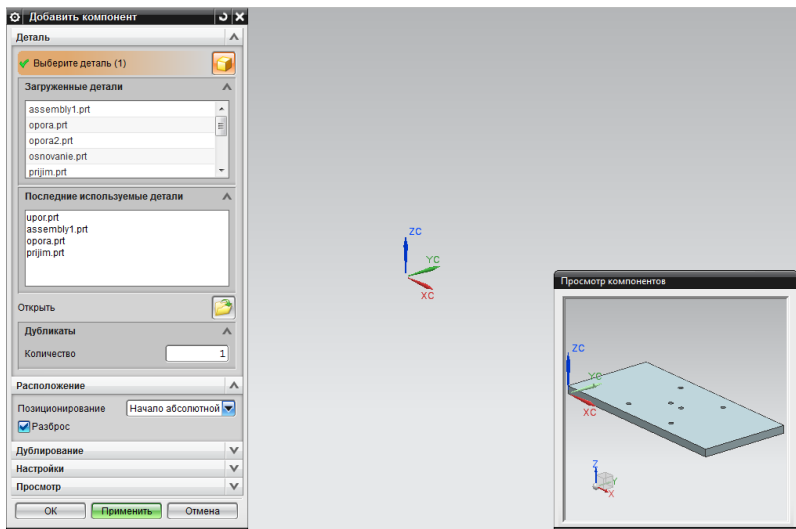 Добавить компонент
Деталь
Выберите деталь (1)
Загруженные детали
assembly1.prt
opora.prt
opora2.prt
osnovanie.prt
prijim.prt
Последние используемые детали
upor.prt
assembly1.prt
opora.prt
prijim.prt
Открыть
Дубликаты
Количество 1
Расположение
Позиционирование Начало абсолютной
Разброс
Дублирование
Настройки
Просмотр
ОК Применить Отмена
ZC
YC
XC
Просмотр компонентов
ZC
YC
XC
Z
Y
X